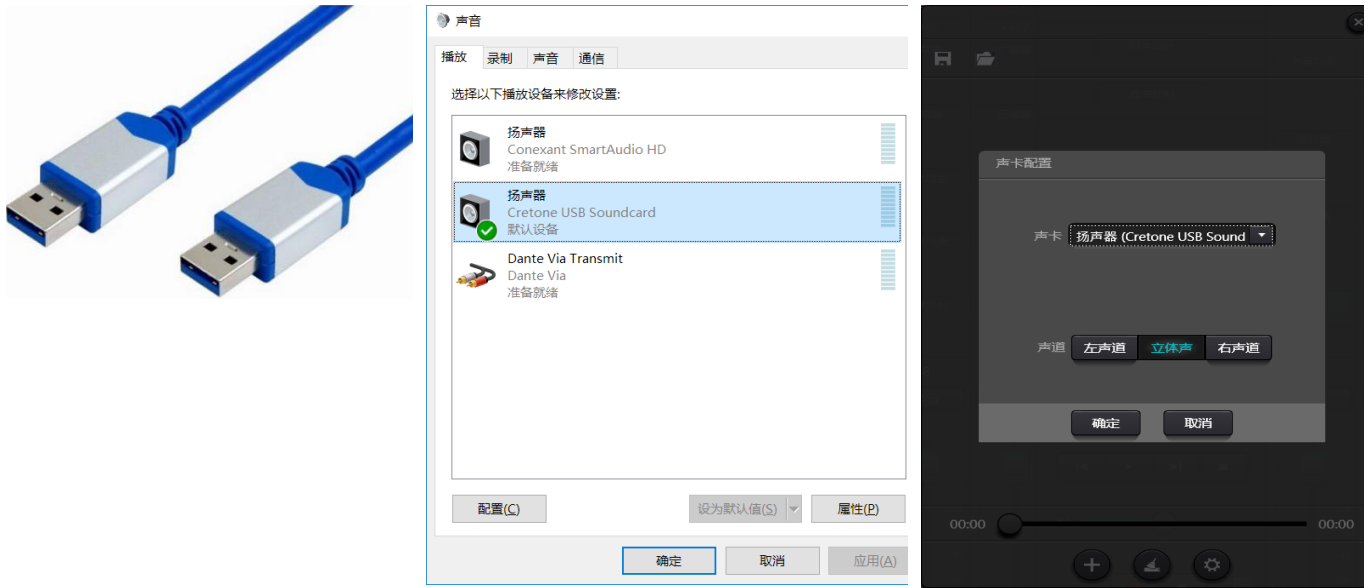 声音
播放 录制 声音 通信
选择以下播放设备来修改设置:
扬声器
Conexant SmartAudio HD
准备就绪
扬声器
Cretone USB Soundcard
默认设备
Dante Via Transmit
Dante Via
准备就绪
配置(C) 设为默认值(S) 属性(P)
确定 取消 应用(A)
声卡配置
声卡 扬声器 (Cretone USB Sound
声道 左声道 立体声 右声道
确定 取消
00:00 00:00